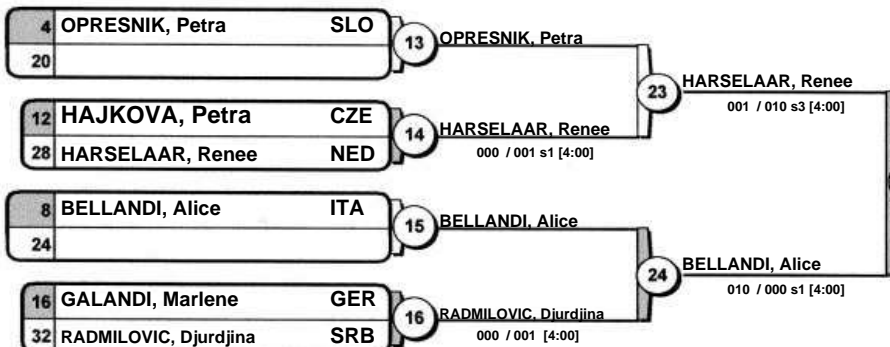 4 OPRESNIK, Petra SLO
20
13 OPRESNIK, Petra
12 HAJKOVA, Petra CZE
28 HARSELAAR, Renee NED
14 HARSELAAR, Renee
000 / 001 s1 [4:00]
23 HARSELAAR, Renee
001 / 010 s3 [4:00]
8 BELLANDI, Alice ITA
24
15 BELLANDI, Alice
16 GALANDI, Marlene GER
32 RADMILOVIC, Djurdjina SRB
16 RADMILOVIC, Djurdjina
000 / 001 [4:00]
24 BELLANDI, Alice
010 / 000 s1 [4:00]